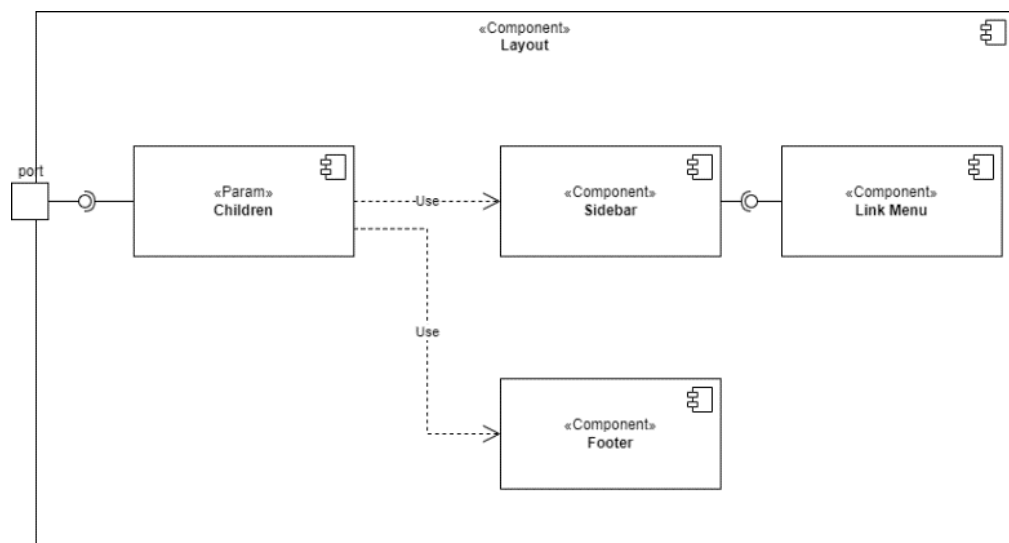 «Component»
Layout
port
«Param»
Children
Use
«Component»
Sidebar
«Component»
Link Menu
Use
«Component»
Footer